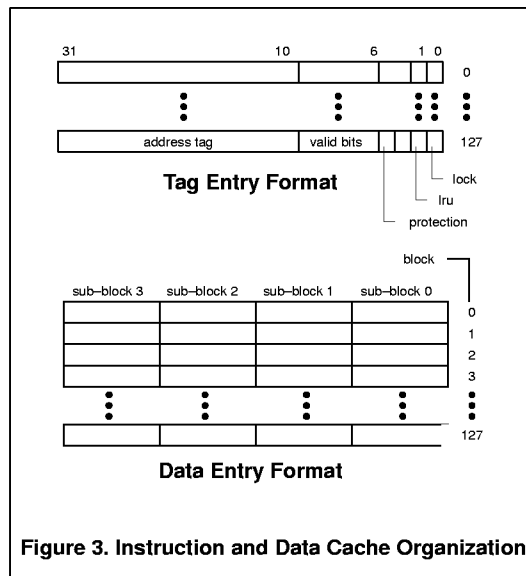 31 10 6 1 0
0
address tag valid bits 127
Tag Entry Format
lock
lru
protection
block
sub–block 3 sub–block 2 sub–block 1 sub–block 0
0
1
2
3
127
Data Entry Format
Figure 3. Instruction and Data Cache Organization